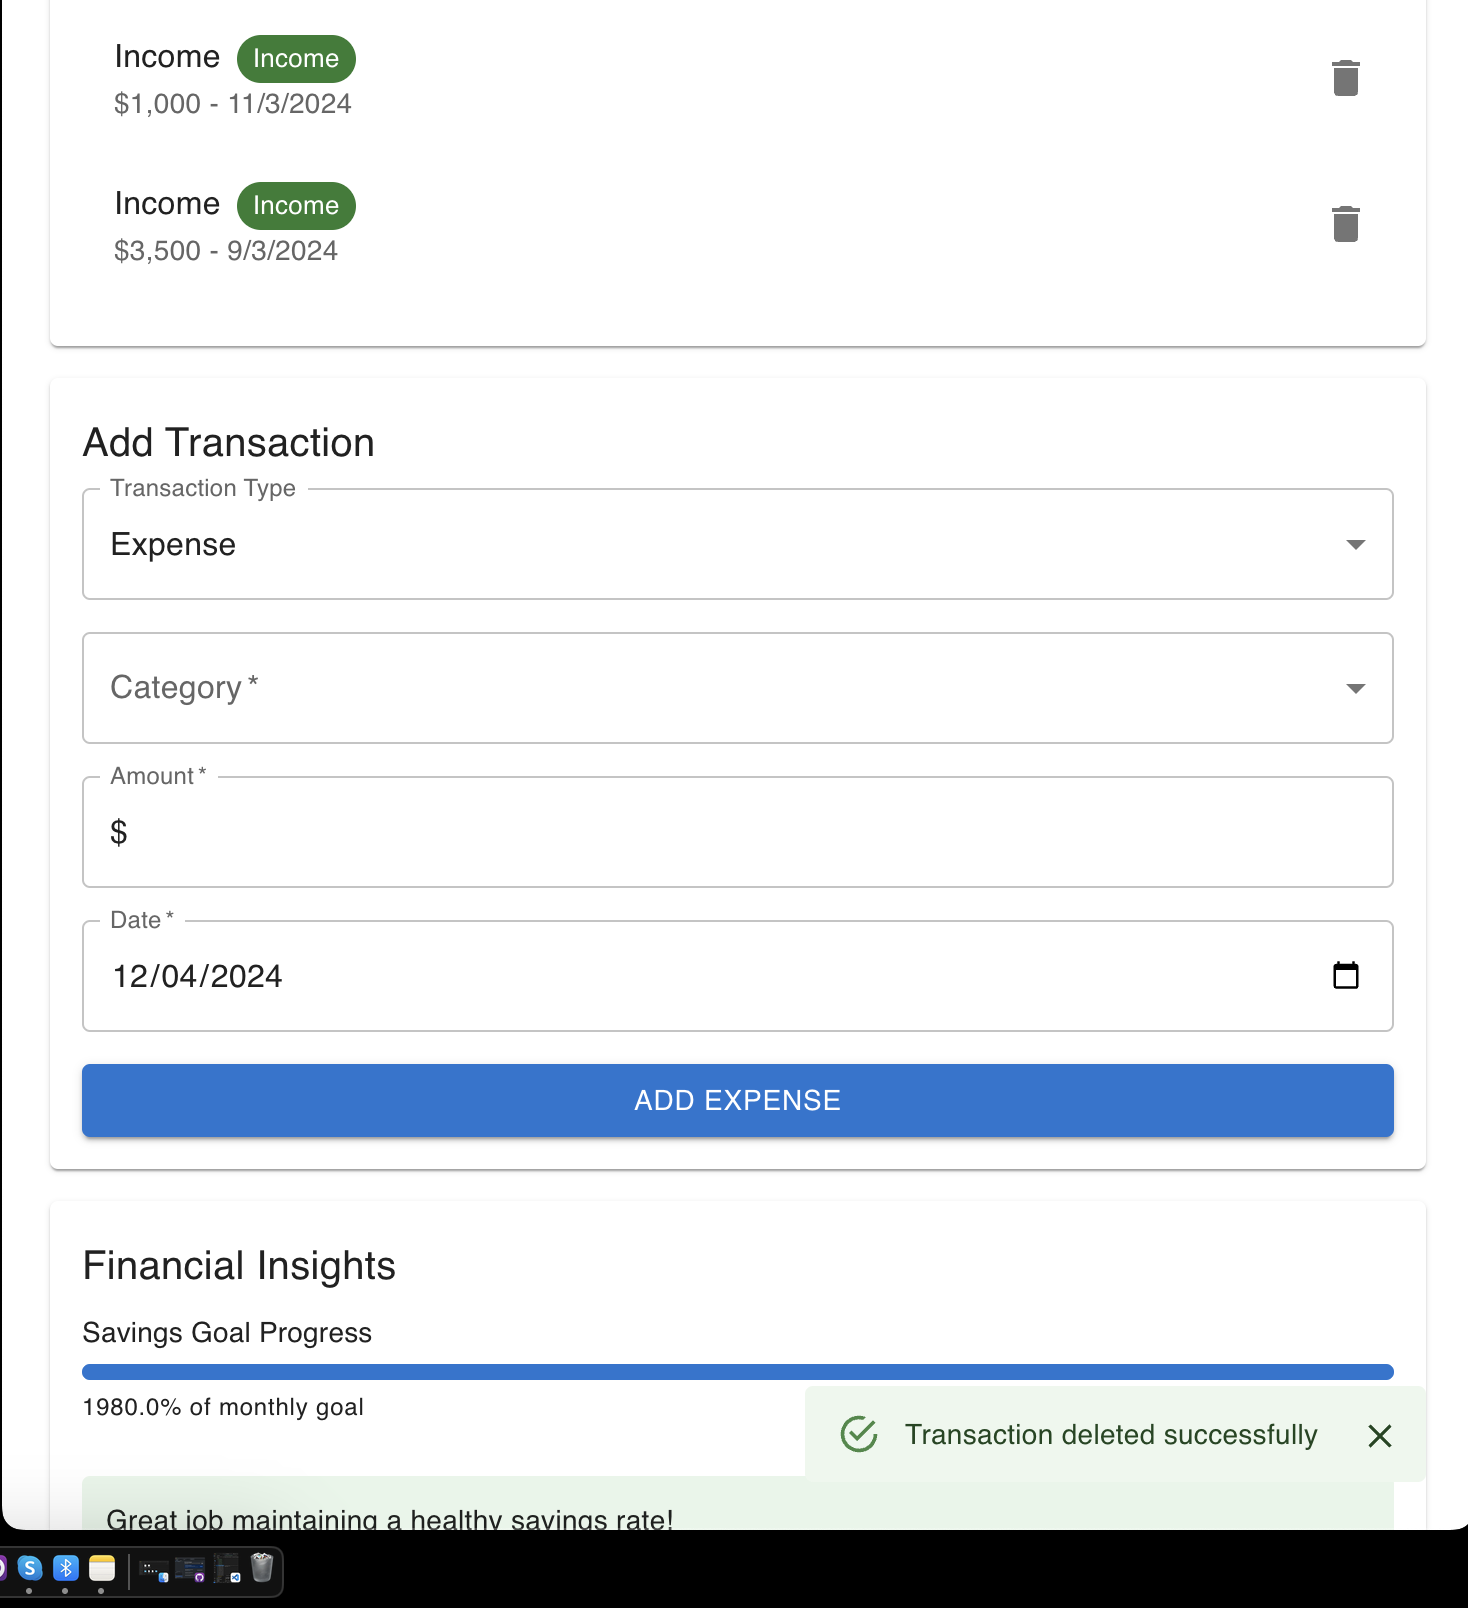 Income Income
$1,000 - 11/3/2024
Income Income
$3,500 - 9/3/2024
Add Transaction
Transaction Type
Expense
Category *
Amount *
$
Date *
12/04/2024
ADD EXPENSE
Financial Insights
Savings Goal Progress
1980.0% of monthly goal
Transaction deleted successfully
Great job maintaining a healthy savings rate!